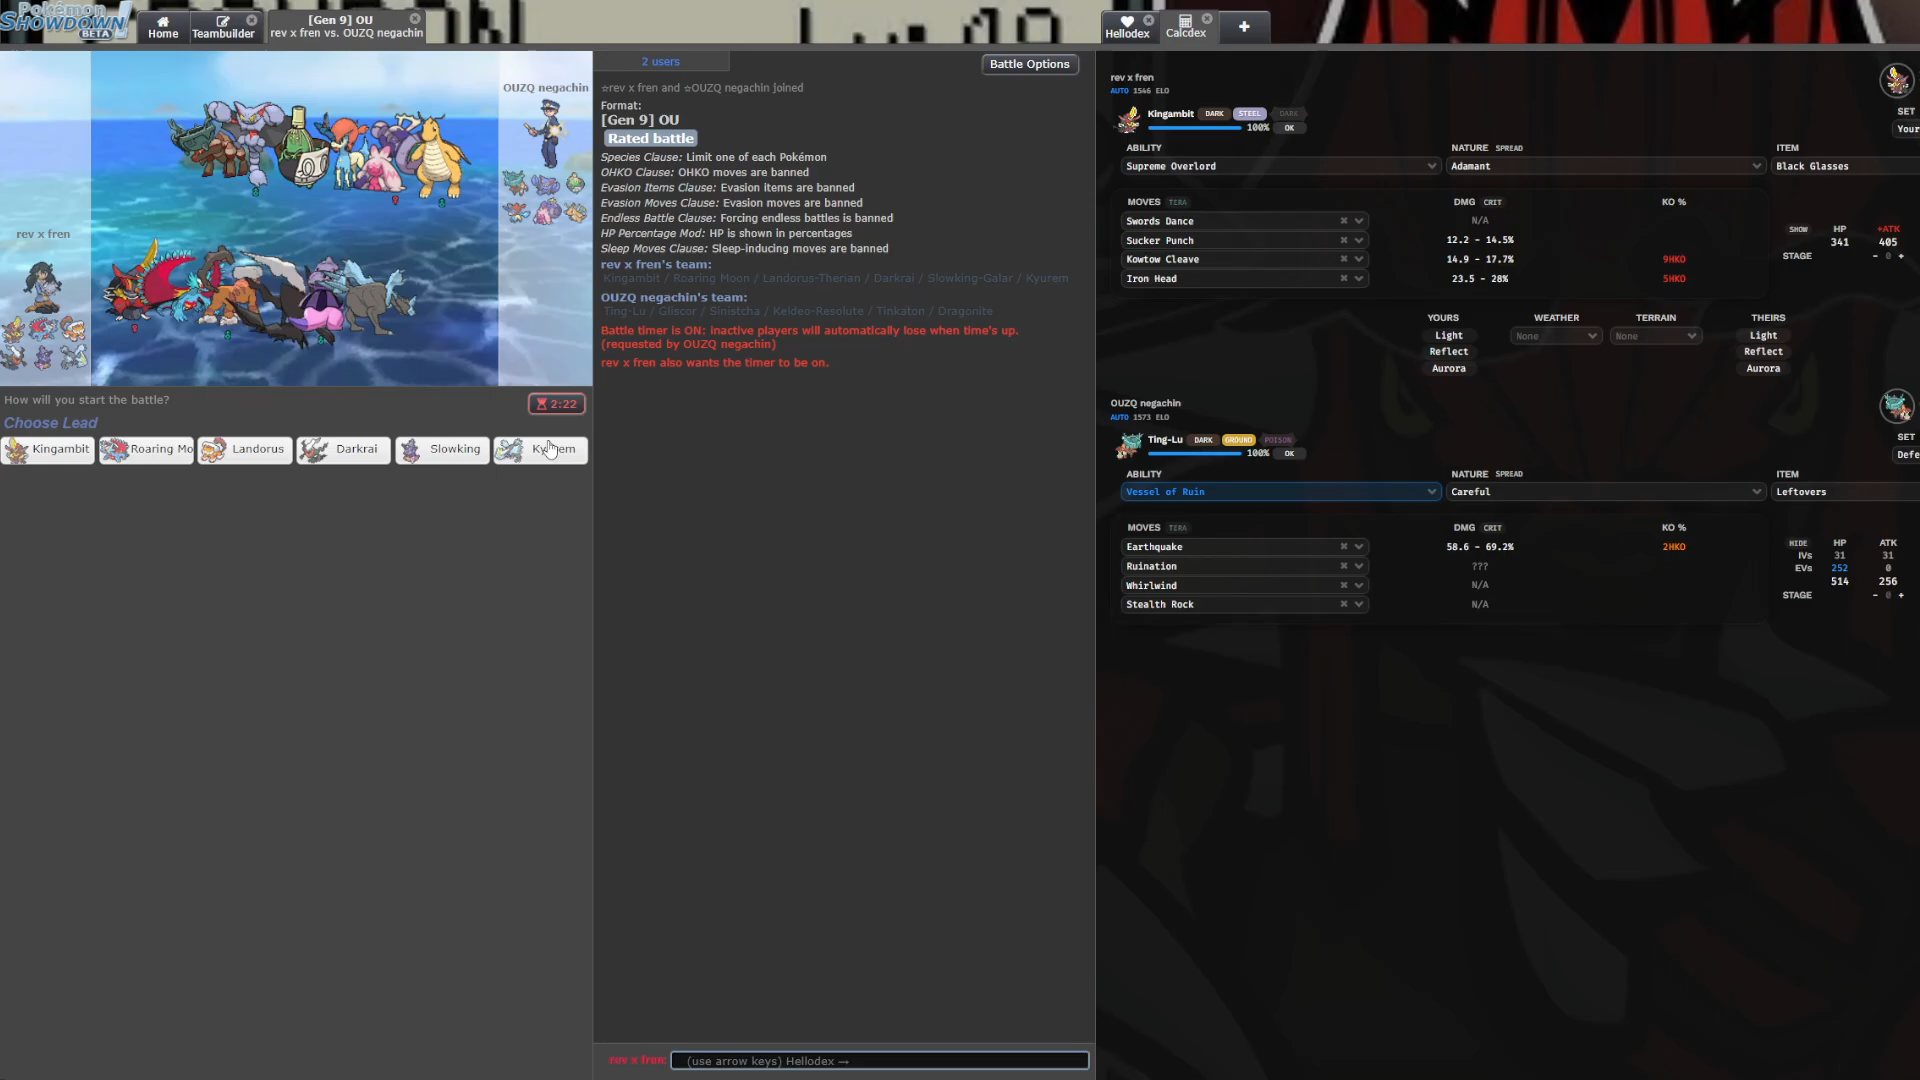 Pokémon
SHOWDOWN!
BETA
Home
Teambuilder
[Gen 9] OU
rev x fren vs. OUZQ negachin
Hellodex
Calcdex
+
OUZQ negachin
rev x fren
How will you start the battle?
2:22
Choose Lead
Kingambit
Roaring Mo
Landorus
Darkrai
Slowking
Kyurem
2 users
Battle Options
☆rev x fren and ☆OUZQ negachin joined
Format:
[Gen 9] OU
Rated battle
Species Clause: Limit one of each Pokémon
OHKO Clause: OHKO moves are banned
Evasion Items Clause: Evasion items are banned
Evasion Moves Clause: Evasion moves are banned
Endless Battle Clause: Forcing endless battles is banned
HP Percentage Mod: HP is shown in percentages
Sleep Moves Clause: Sleep-inducing moves are banned
rev x fren's team:
Kingambit / Roaring Moon / Landorus-Therian / Darkrai / Slowking-Galar / Kyurem
OUZQ negachin's team:
Ting-Lu / Gliscor / Sinistcha / Keldeo-Resolute / Tinkaton / Dragonite
Battle timer is ON: inactive players will automatically lose when time's up.
(requested by OUZQ negachin)
rev x fren also wants the timer to be on.
rev x fren: (use arrow keys) Hellodex →
rev x fren
AUTO 1546 ELO
SET
Your
Kingambit DARK STEEL DARK
100% OK
ABILITY NATURE SPREAD ITEM
Supreme Overlord Adamant Black Glasses
MOVES TERA DMG CRIT KO %
Swords Dance N/A
Sucker Punch 12.2 - 14.5%
Kowtow Cleave 14.9 - 17.7% 9HKO
Iron Head 23.5 - 28% 5HKO
SHOW HP +ATK
341 405
STAGE - 0 +
YOURS WEATHER TERRAIN THEIRS
Light None None Light
Reflect Reflect
Aurora Aurora
OUZQ negachin
AUTO 1573 ELO
SET
Defe
Ting-Lu DARK GROUND POISON
100% OK
ABILITY NATURE SPREAD ITEM
Vessel of Ruin Careful Leftovers
MOVES TERA DMG CRIT KO %
Earthquake 58.6 - 69.2% 2HKO
Ruination ???
Whirlwind N/A
Stealth Rock N/A
HIDE HP ATK
IVs 31 31
EVs 252 0
514 256
STAGE - 0 +